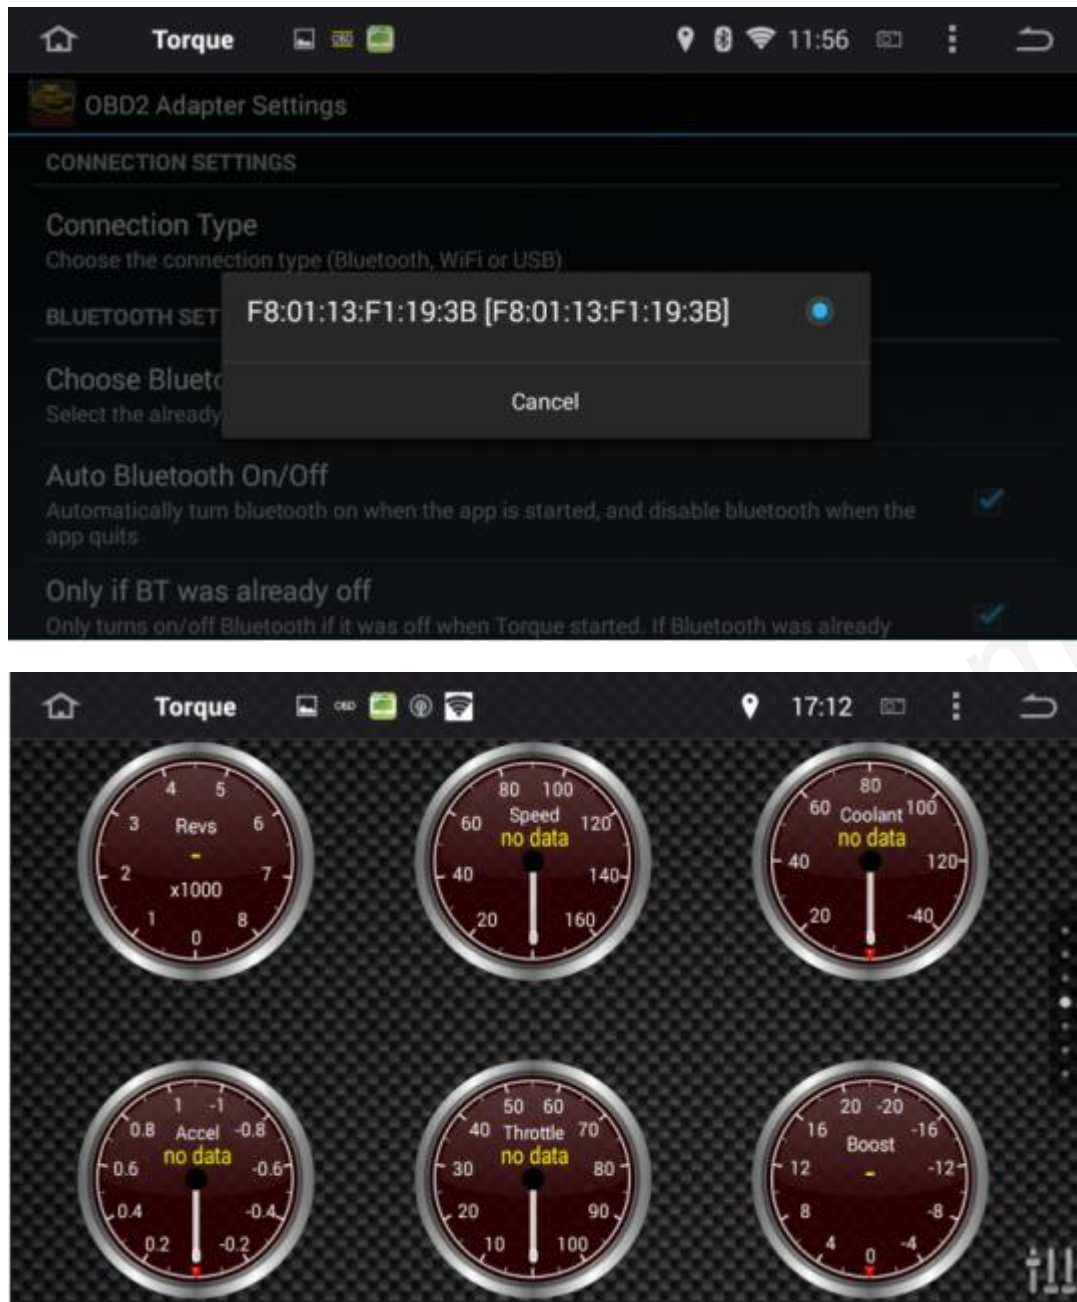 Torque
OBD
11:56
OBD2 Adapter Settings
CONNECTION SETTINGS
Connection Type
Choose the connection type (Bluetooth, WiFi or USB)
F8:01:13:F1:19:3B [F8:01:13:F1:19:3B]
BLUETOOTH SET
Choose Blueto
Cancel
Select the already
Auto Bluetooth On/Off
Automatically turn bluetooth on when the app is started, and disable bluetooth when the
app quits
Only if BT was already off
Only turns on/off Bluetooth if it was off when Torque started. If Bluetooth was already
Torque
OBD
17:12
4 5
3 Revs 6
-
2 x1000 7
1 8
0
80 100
60 Speed 120
no data
40 140
20 160
0
80
60 Coolant 100
no data
40 120
20 -40
0
1 -1
0.8 Accel -0.8
no data
0.6 -0.6
0.4 -0.4
0.2 -0.2
0
50 60
40 Throttle 70
no data
30 80
20 90
10 100
0
20 -20
16 Boost -16
12 - -12
8 -8
4 -4
0